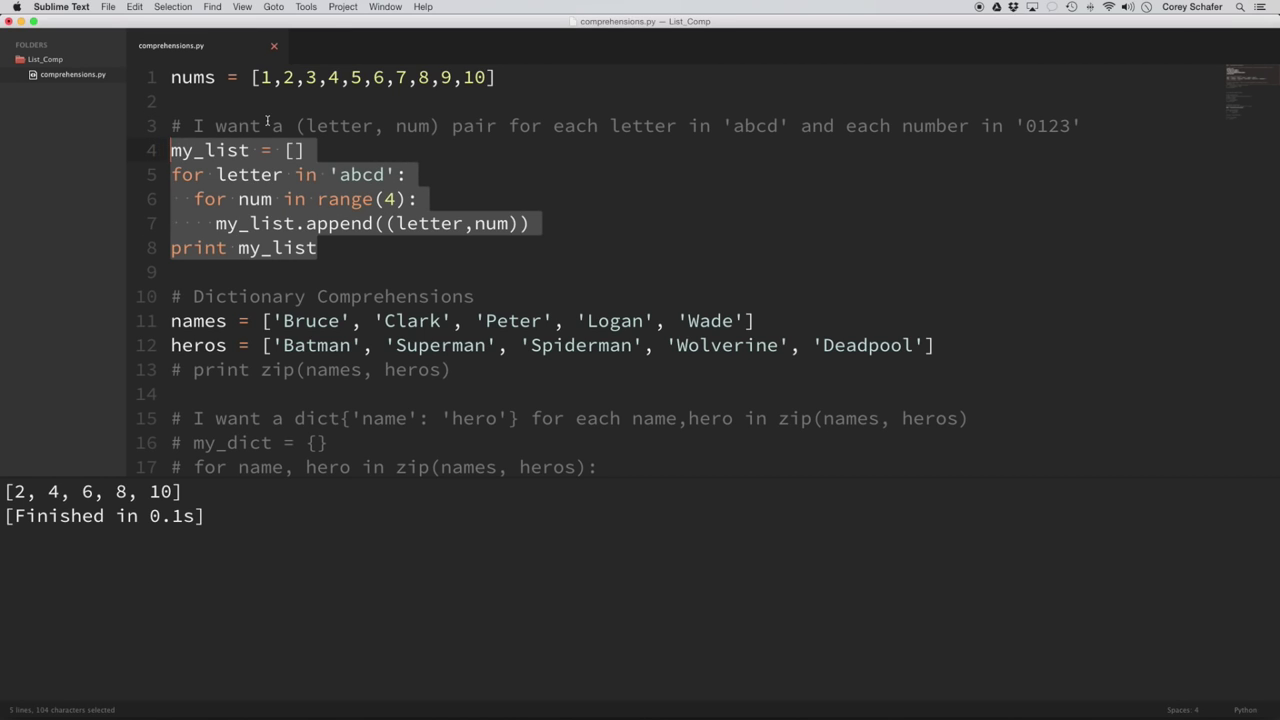 Sublime Text File Edit Selection Find View Goto Tools Project Window Help Corey Schafer
comprehensions.py — List_Comp
FOLDERS
List_Comp
comprehensions.py
comprehensions.py ×
1 nums = [1,2,3,4,5,6,7,8,9,10]
2
3 # I want a (letter, num) pair for each letter in 'abcd' and each number in '0123'
4 my_list = []
5 for letter in 'abcd':
6 for num in range(4):
7 my_list.append((letter,num))
8 print my_list
9
10 # Dictionary Comprehensions
11 names = ['Bruce', 'Clark', 'Peter', 'Logan', 'Wade']
12 heros = ['Batman', 'Superman', 'Spiderman', 'Wolverine', 'Deadpool']
13 # print zip(names, heros)
14
15 # I want a dict{'name': 'hero'} for each name,hero in zip(names, heros)
16 # my_dict = {}
17 # for name, hero in zip(names, heros):
[2, 4, 6, 8, 10]
[Finished in 0.1s]
5 lines, 104 characters selected Spaces: 4 Python